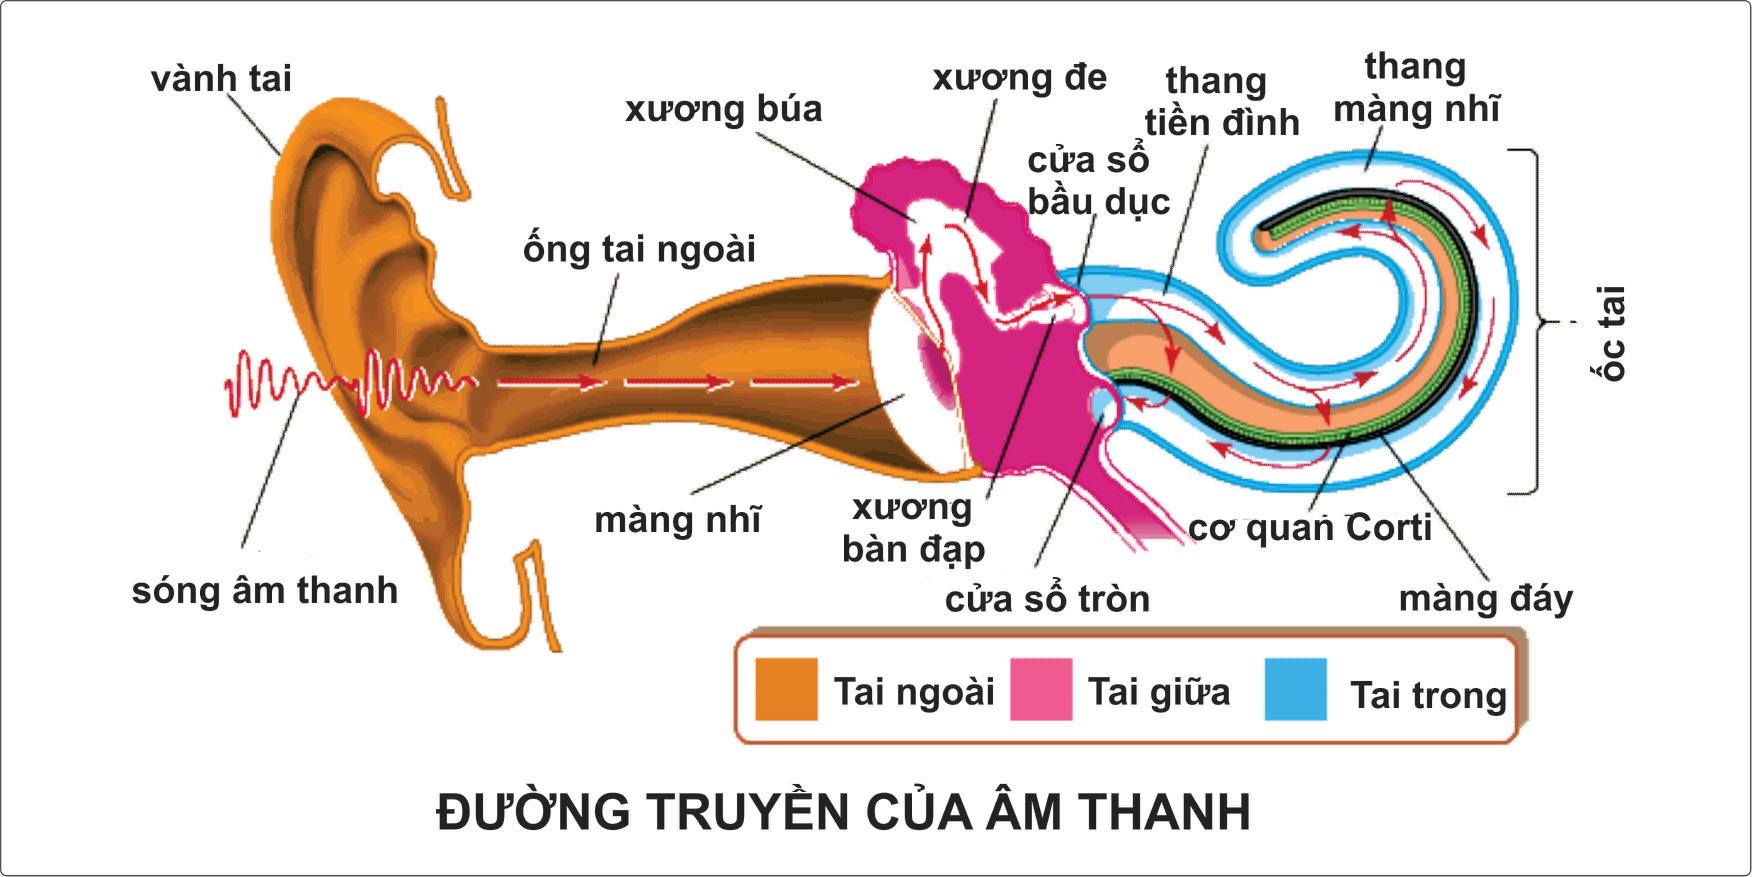 vành tai
xương búa
xương đe
thang
tiền đình
thang
màng nhĩ
cửa sổ
bầu dục
ống tai ngoài
ốc tai
màng nhĩ
xương
bàn đạp
cơ quan Corti
sóng âm thanh
cửa sổ tròn
màng đáy
Tai ngoài
Tai giữa
Tai trong
ĐƯỜNG TRUYỀN CỦA ÂM THANH